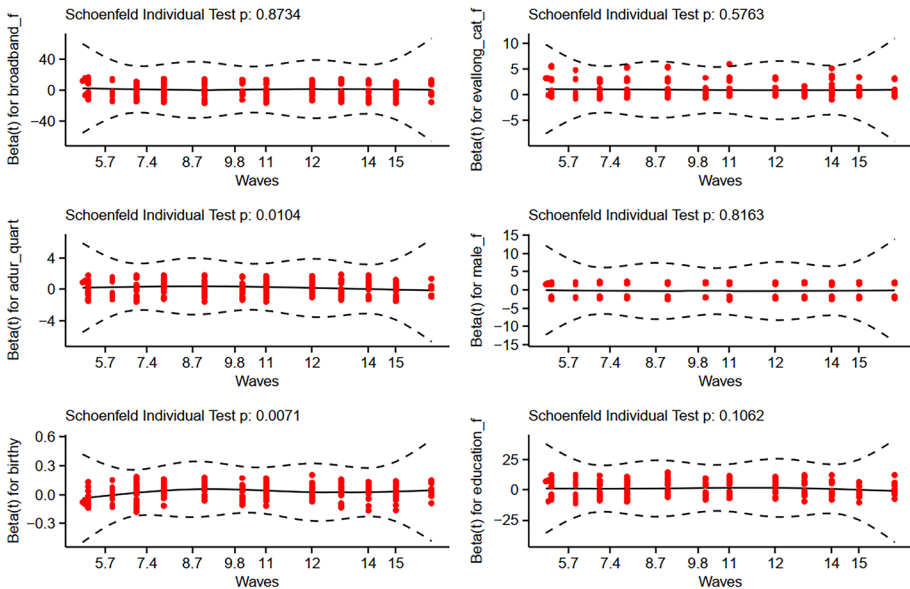 Schoenfeld Individual Test p: 0.8734
Beta(t) for broadband_f
40
0
−40
5.7 7.4 8.7 9.8 11 12 14 15
Waves
Schoenfeld Individual Test p: 0.5763
Beta(t) for evallong_cat_f
10
5
0
−5
5.7 7.4 8.7 9.8 11 12 14 15
Waves
Schoenfeld Individual Test p: 0.0104
Beta(t) for adur_quart
4
0
−4
5.7 7.4 8.7 9.8 11 12 14 15
Waves
Schoenfeld Individual Test p: 0.8163
Beta(t) for male_f
15
10
5
0
−5
−10
−15
5.7 7.4 8.7 9.8 11 12 14 15
Waves
Schoenfeld Individual Test p: 0.0071
Beta(t) for birthy
0.6
0.3
0.0
−0.3
5.7 7.4 8.7 9.8 11 12 14 15
Waves
Schoenfeld Individual Test p: 0.1062
Beta(t) for education_f
25
0
−25
5.7 7.4 8.7 9.8 11 12 14 15
Waves